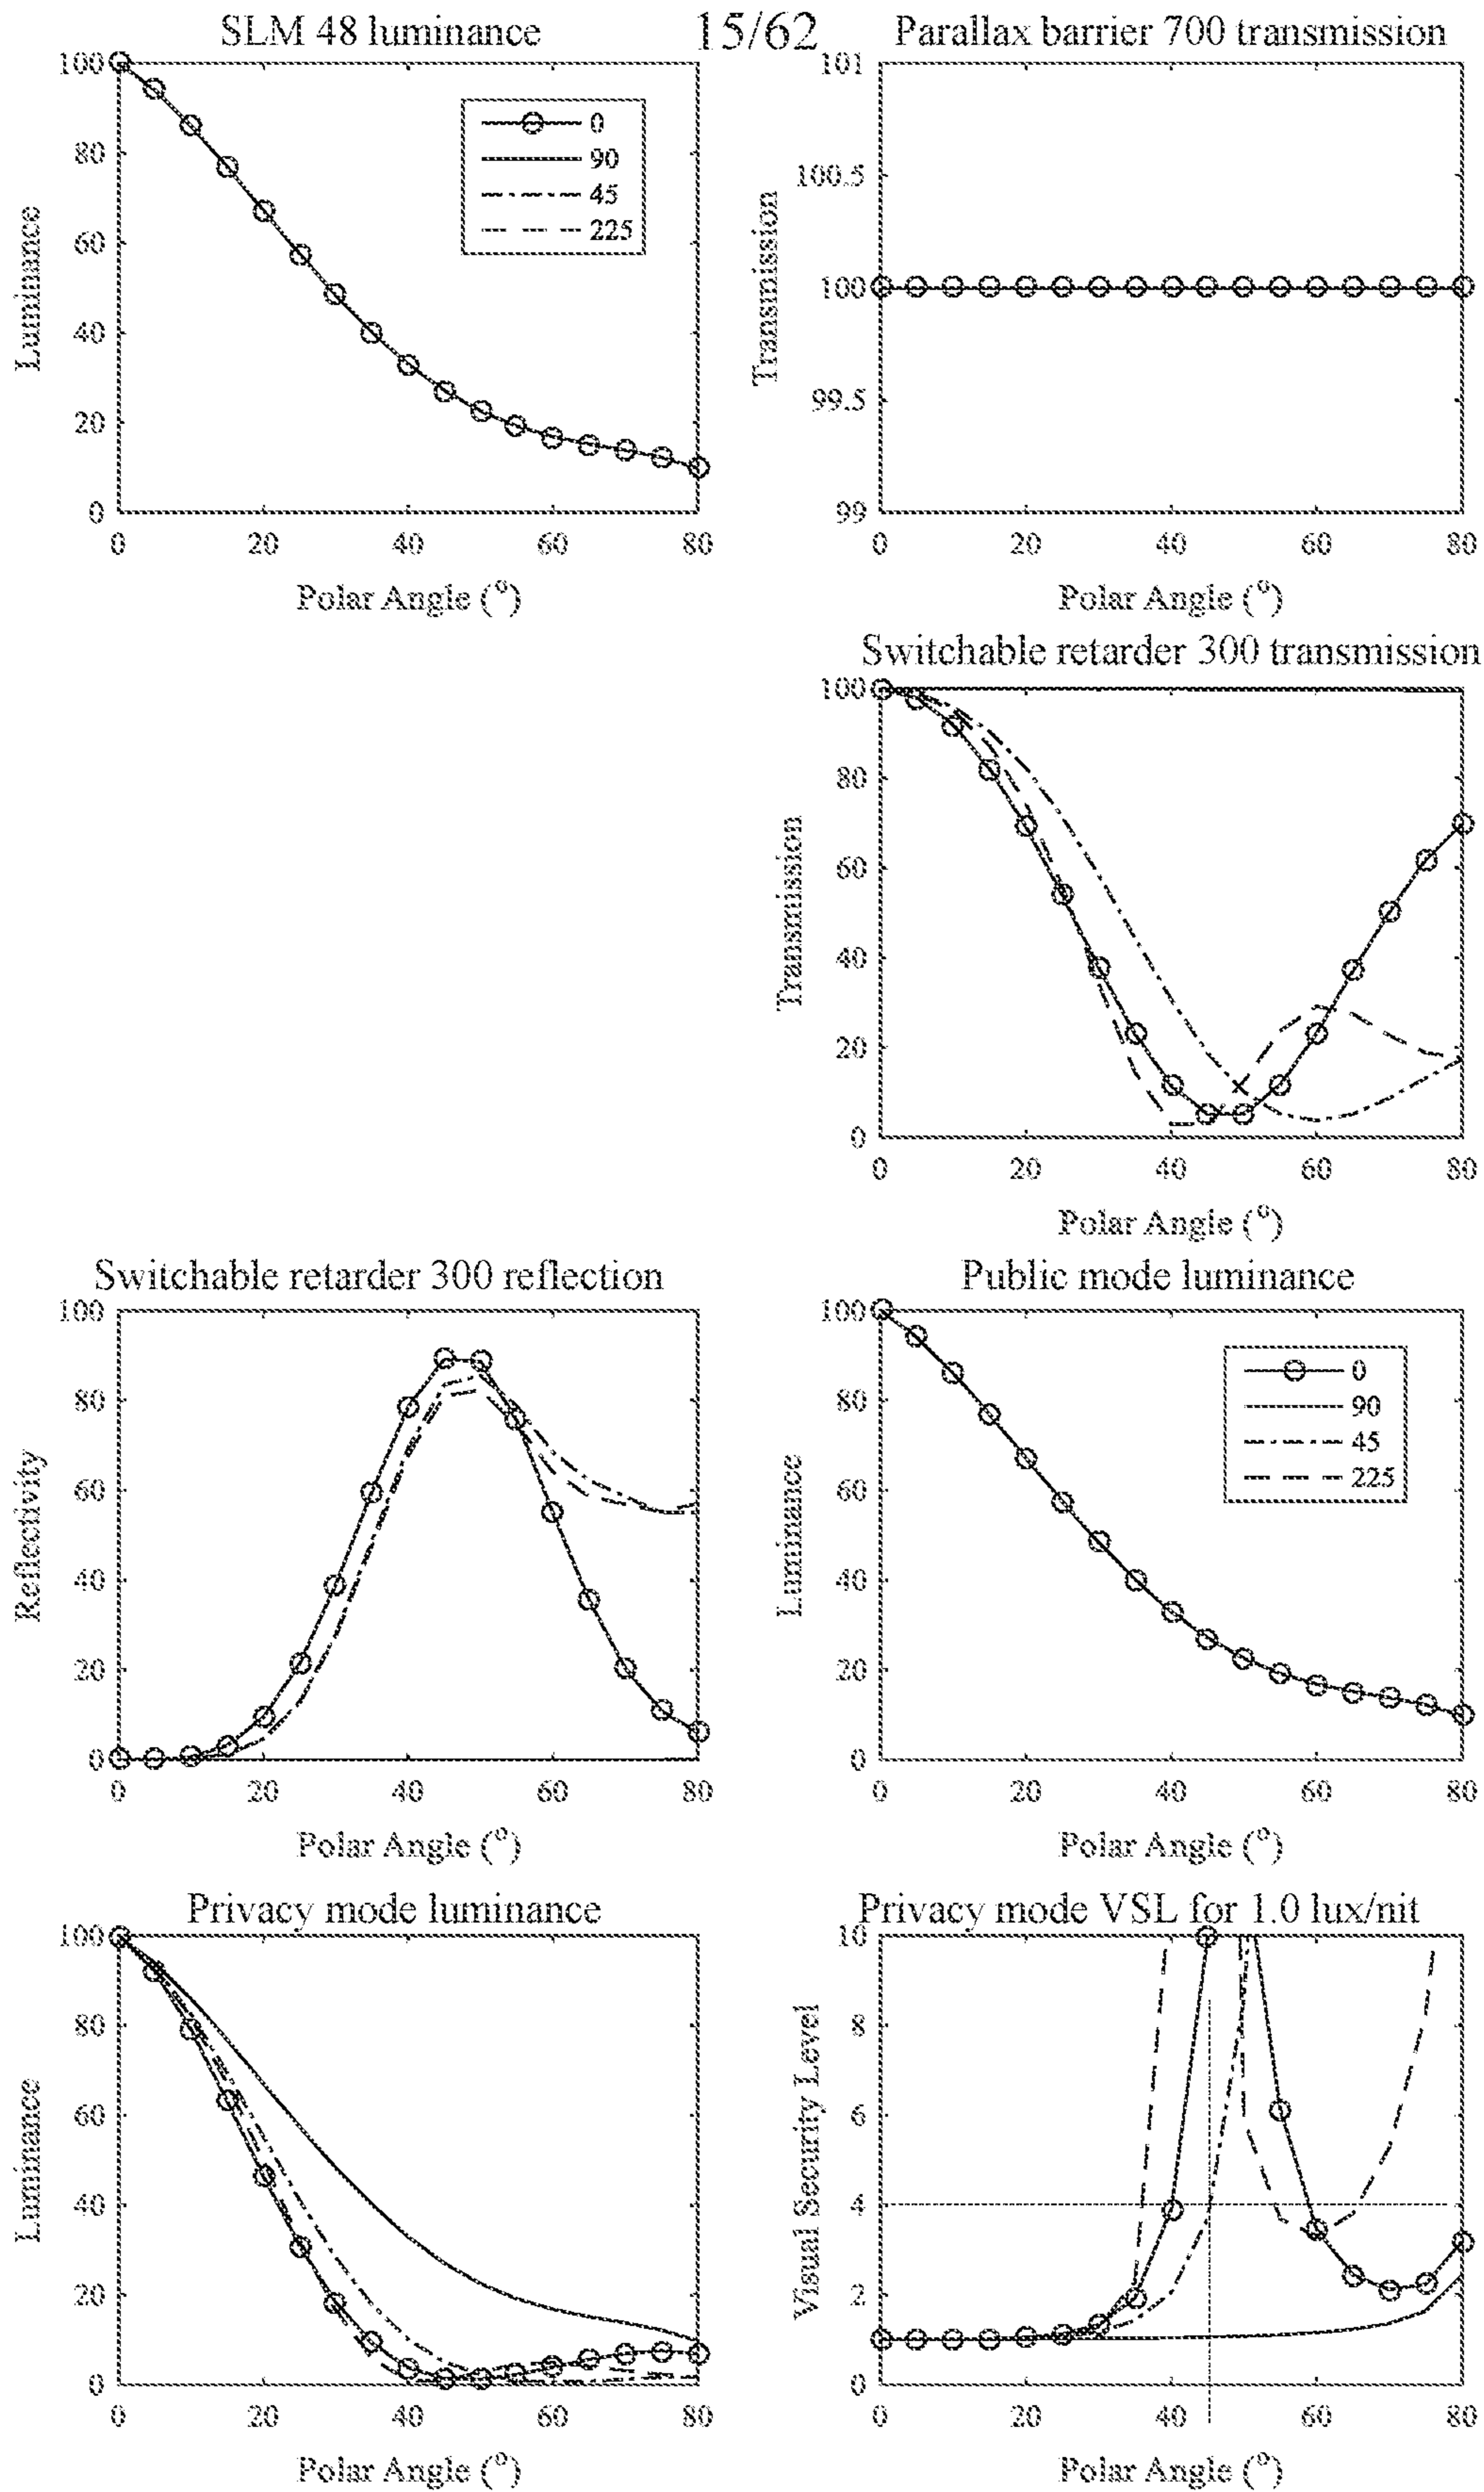 15/62
SLM 48 luminance
100
80
60
40
20
0
0 20 40 60 80
Luminance
Polar Angle (°)
0
90
45
225
Parallax barrier 700 transmission
101
100.5
100
99.5
99
0 20 40 60 80
Transmission
Polar Angle (°)
Switchable retarder 300 transmission
100
80
60
40
20
0
0 20 40 60 80
Transmission
Polar Angle (°)
Switchable retarder 300 reflection
100
80
60
40
20
0
0 20 40 60 80
Reflectivity
Polar Angle (°)
Public mode luminance
100
80
60
40
20
0
0 20 40 60 80
Luminance
Polar Angle (°)
0
90
45
225
Privacy mode luminance
100
80
60
40
20
0
0 20 40 60 80
Luminance
Polar Angle (°)
Privacy mode VSL for 1.0 lux/nit
10
8
6
4
2
0
0 20 40 60 80
Visual Security Level
Polar Angle (°)